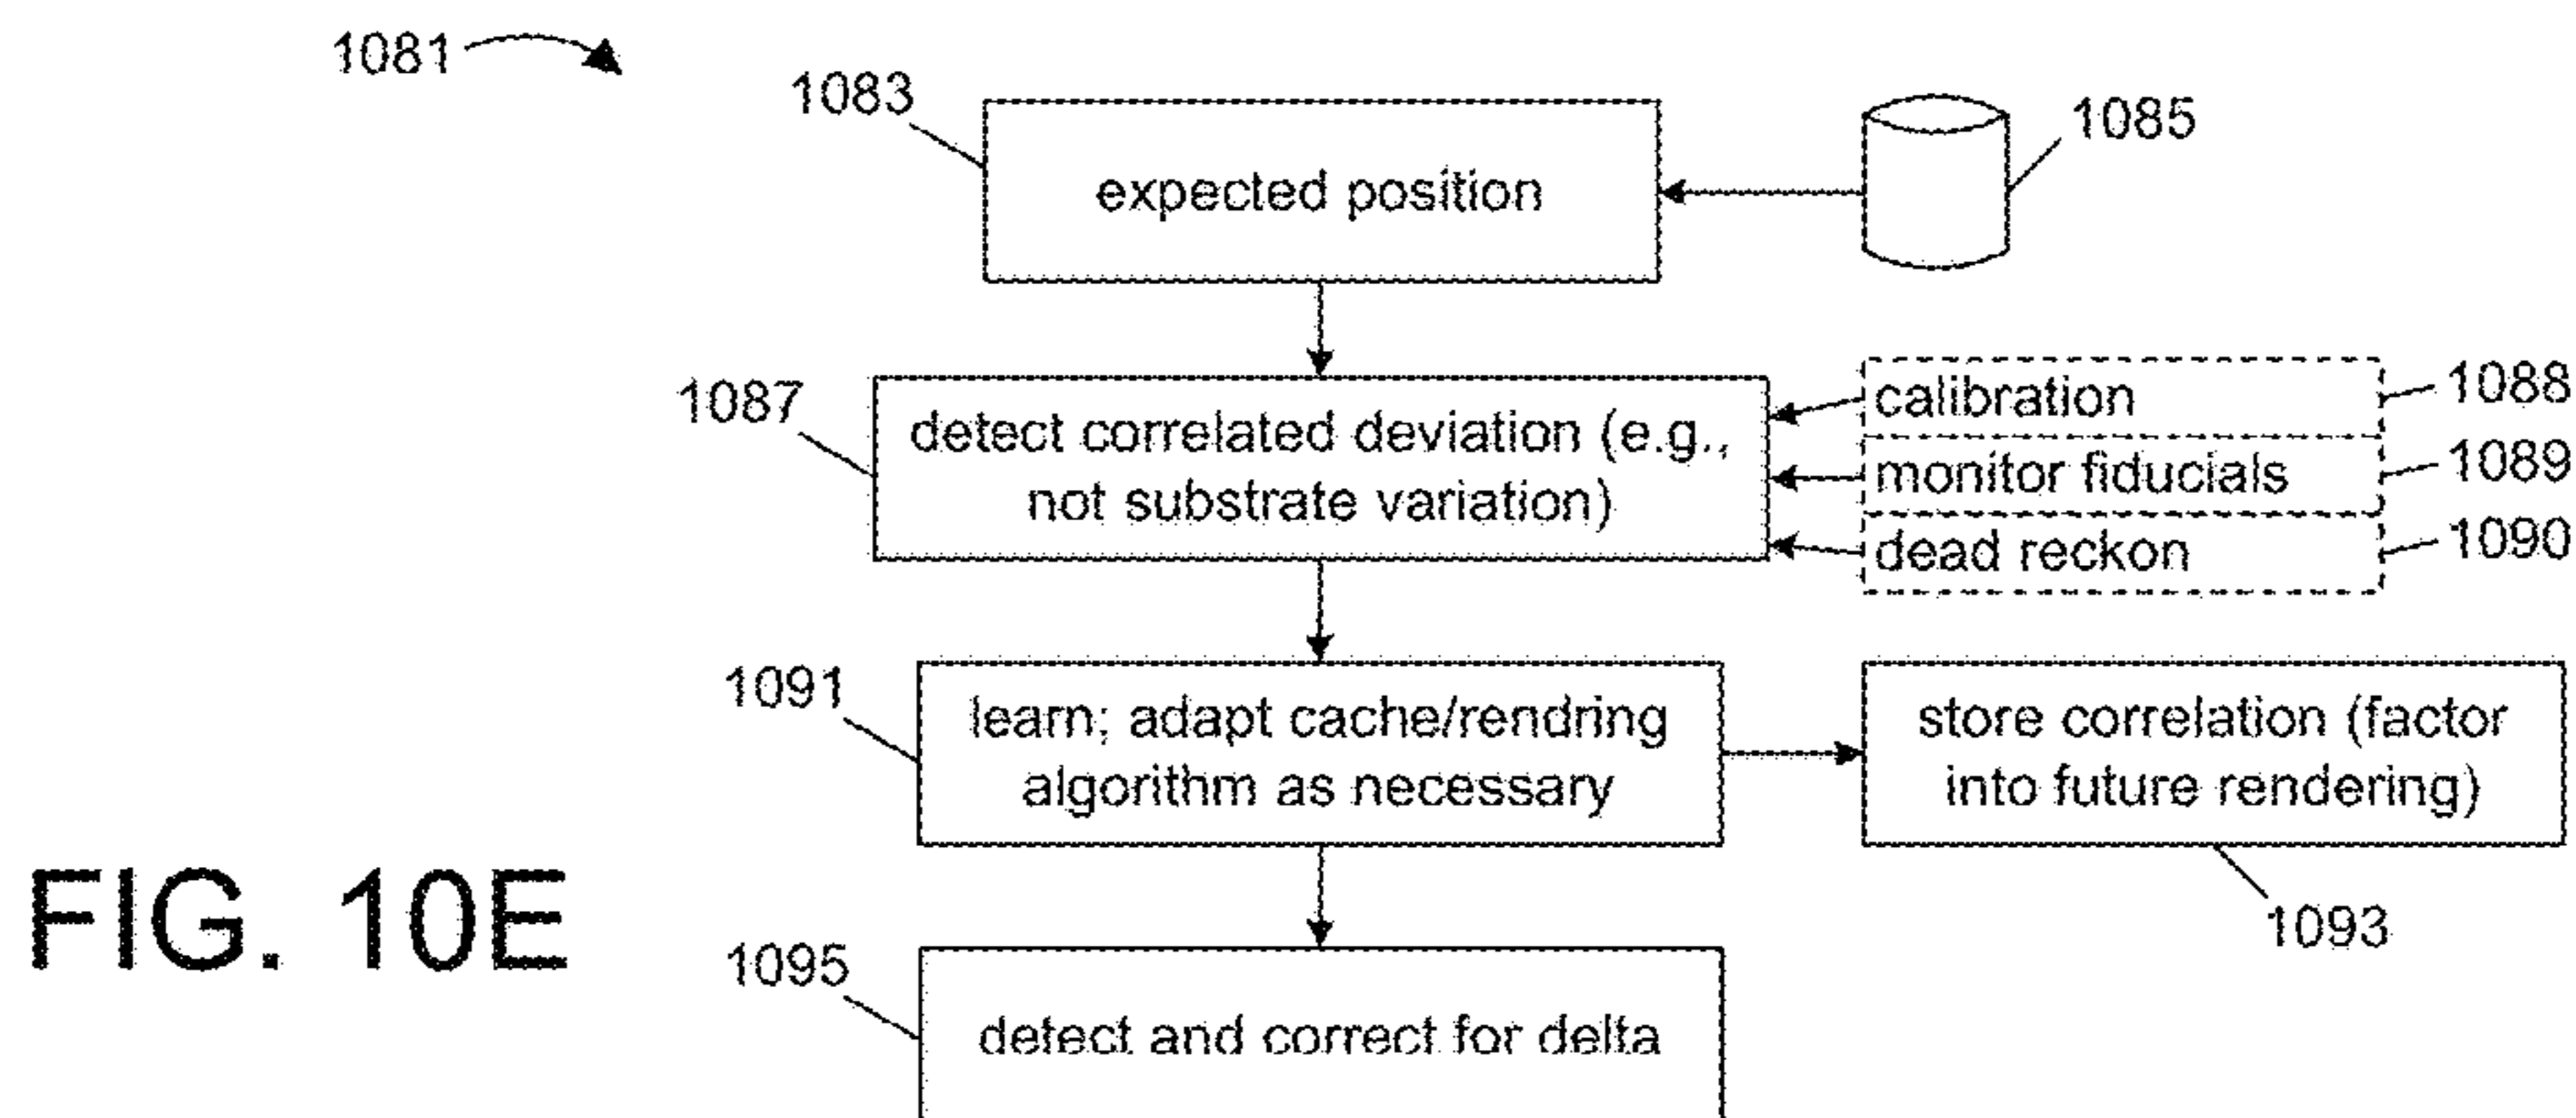 1081
1083
expected position
1085
1087
detect correlated deviation (e.g.,
not substrate variation)
calibration
1088
monitor fiducials
1089
dead reckon
1090
1091
learn; adapt cache/rendring
algorithm as necessary
store correlation (factor
into future rendering)
1093
1095
detect and correct for delta
FIG. 10E